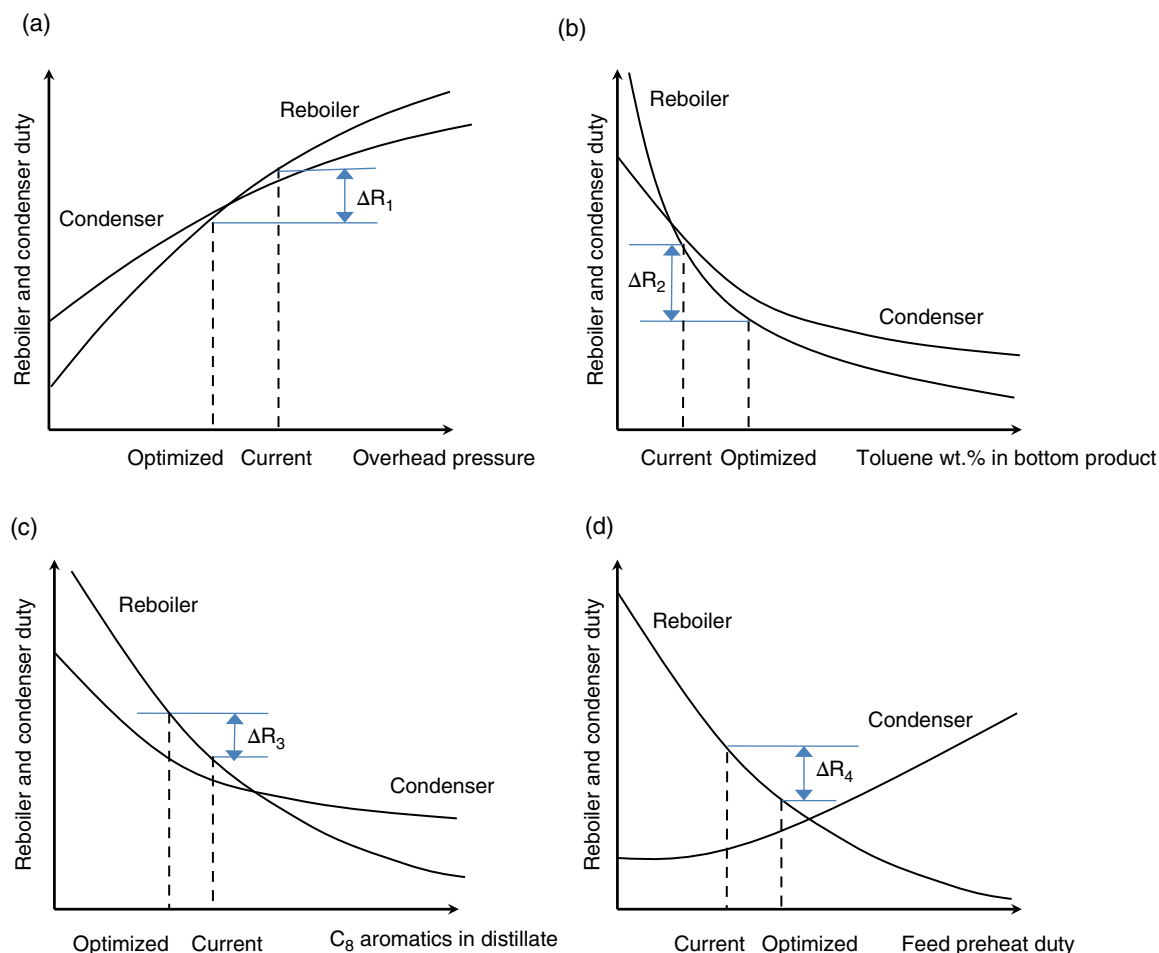 (a)
Reboiler and condenser duty
Reboiler
Condenser
ΔR1
Optimized Current Overhead pressure
(b)
Reboiler and condenser duty
Reboiler
ΔR2
Condenser
Current Optimized Toluene wt.% in bottom product
(c)
Reboiler and condenser duty
Reboiler
ΔR3
Condenser
Optimized Current C8 aromatics in distillate
(d)
Reboiler and condenser duty
Reboiler
Condenser
ΔR4
Current Optimized Feed preheat duty